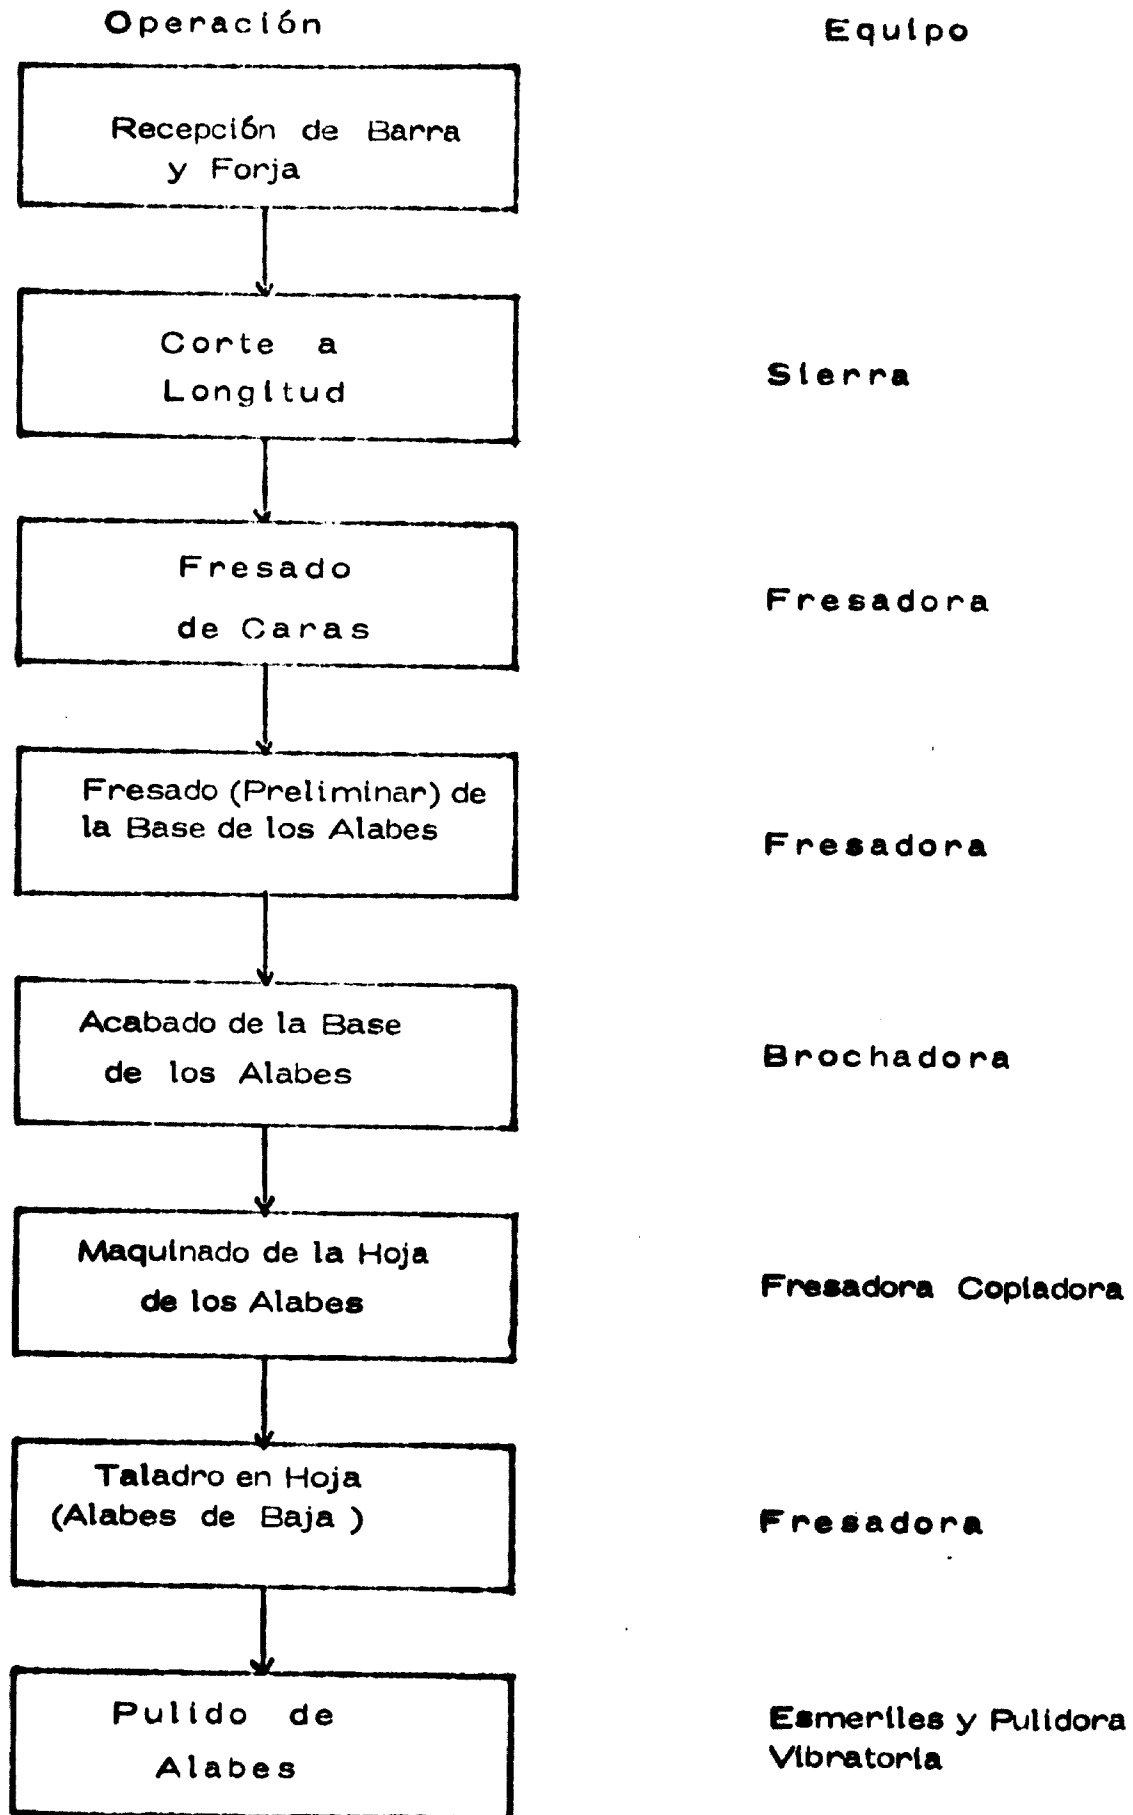 Operación
Equipo
Recepción de Barra
y Forja
Corte a
Longitud
Sierra
Fresado
de Caras
Fresadora
Fresado (Preliminar) de
la Base de los Alabes
Fresadora
Acabado de la Base
de los Alabes
Brochadora
Maquinado de la Hoja
de los Alabes
Fresadora Copiadora
Taladro en Hoja
(Alabes de Baja )
Fresadora
Pulido de
Alabes
Esmeriles y Pulidora
Vibratoria